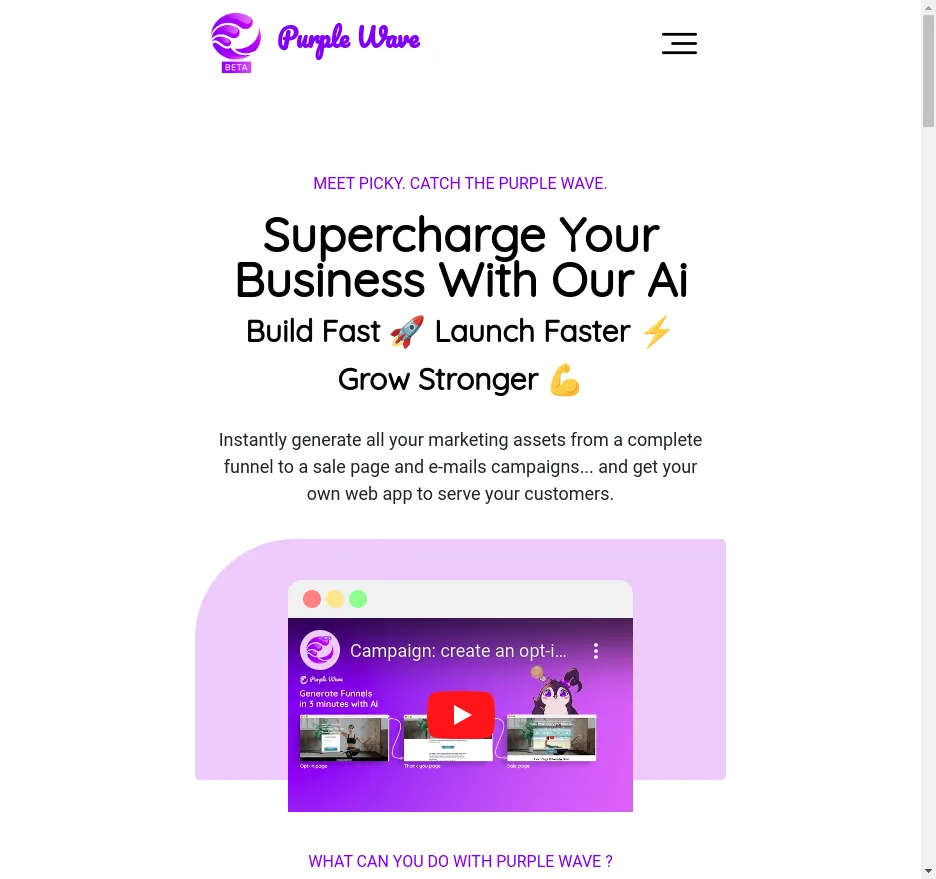 Purple Wave
BETA
MEET PICKY. CATCH THE PURPLE WAVE.
Supercharge Your
Business With Our Ai
Build Fast 🚀 Launch Faster ⚡
Grow Stronger 💪
Instantly generate all your marketing assets from a complete
funnel to a sale page and e-mails campaigns... and get your
own web app to serve your customers.
Campaign: create an opt-i...
Purple Wave
Generate Funnels
in 3 minutes with Ai
Opt-in page
Thank you page
Sale page
WHAT CAN YOU DO WITH PURPLE WAVE ?